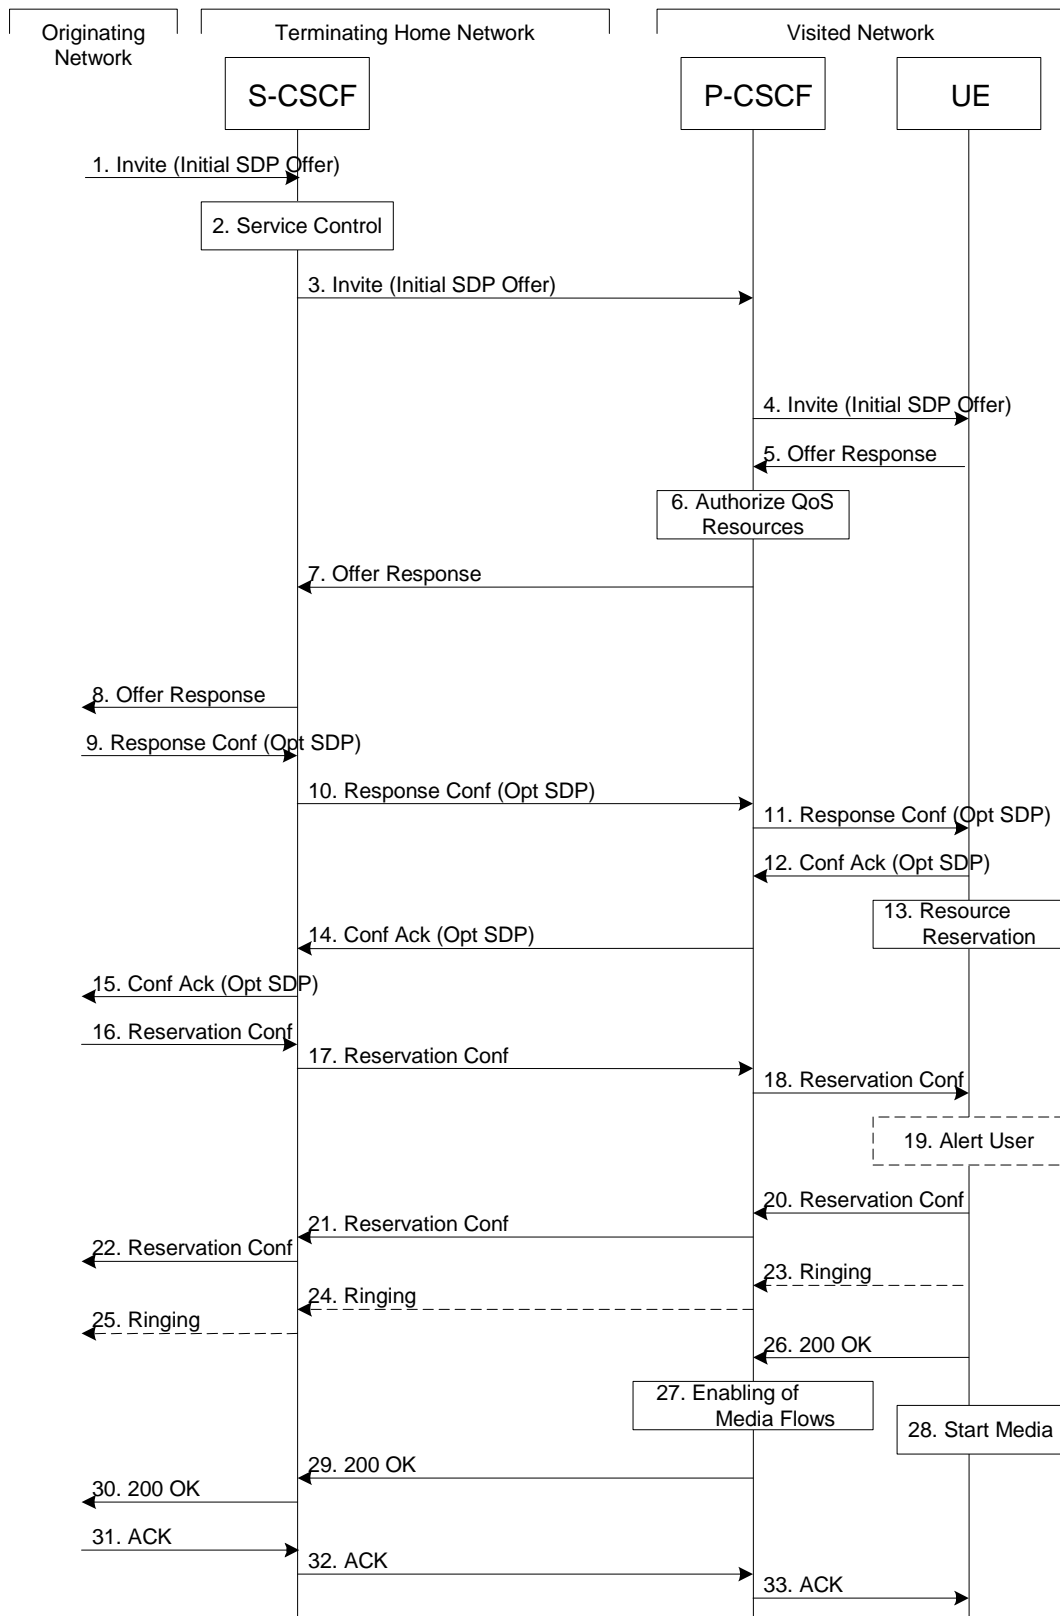 Originating
Network
Terminating Home Network
Visited Network
S-CSCF
P-CSCF
UE
1. Invite (Initial SDP Offer)
2. Service Control
3. Invite (Initial SDP Offer)
4. Invite (Initial SDP Offer)
5. Offer Response
6. Authorize QoS
Resources
7. Offer Response
8. Offer Response
9. Response Conf (Opt SDP)
10. Response Conf (Opt SDP)
11. Response Conf (Opt SDP)
12. Conf Ack (Opt SDP)
13. Resource
Reservation
14. Conf Ack (Opt SDP)
15. Conf Ack (Opt SDP)
16. Reservation Conf
17. Reservation Conf
18. Reservation Conf
19. Alert User
20. Reservation Conf
21. Reservation Conf
22. Reservation Conf
23. Ringing
24. Ringing
25. Ringing
26. 200 OK
27. Enabling of
Media Flows
28. Start Media
29. 200 OK
30. 200 OK
31. ACK
32. ACK
33. ACK